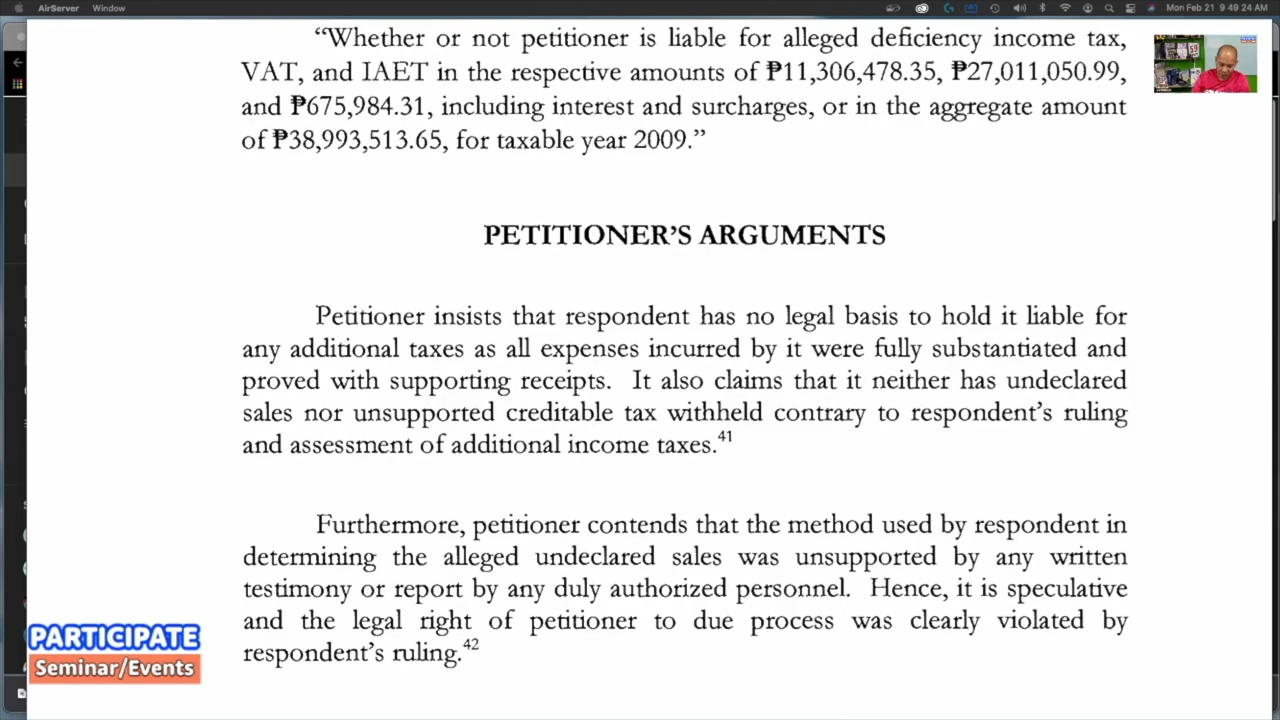 AirServer Window
Mon Feb 21 9:49:24 AM
“Whether or not petitioner is liable for alleged deficiency income tax,
VAT, and IAET in the respective amounts of ₱11,306,478.35, ₱27,011,050.99,
and ₱675,984.31, including interest and surcharges, or in the aggregate amount
of ₱38,993,513.65, for taxable year 2009.”
PETITIONER’S ARGUMENTS
Petitioner insists that respondent has no legal basis to hold it liable for
any additional taxes as all expenses incurred by it were fully substantiated and
proved with supporting receipts. It also claims that it neither has undeclared
sales nor unsupported creditable tax withheld contrary to respondent’s ruling
and assessment of additional income taxes.41
Furthermore, petitioner contends that the method used by respondent in
determining the alleged undeclared sales was unsupported by any written
testimony or report by any duly authorized personnel. Hence, it is speculative
and the legal right of petitioner to due process was clearly violated by
respondent’s ruling.42
PARTICIPATE
Seminar/Events